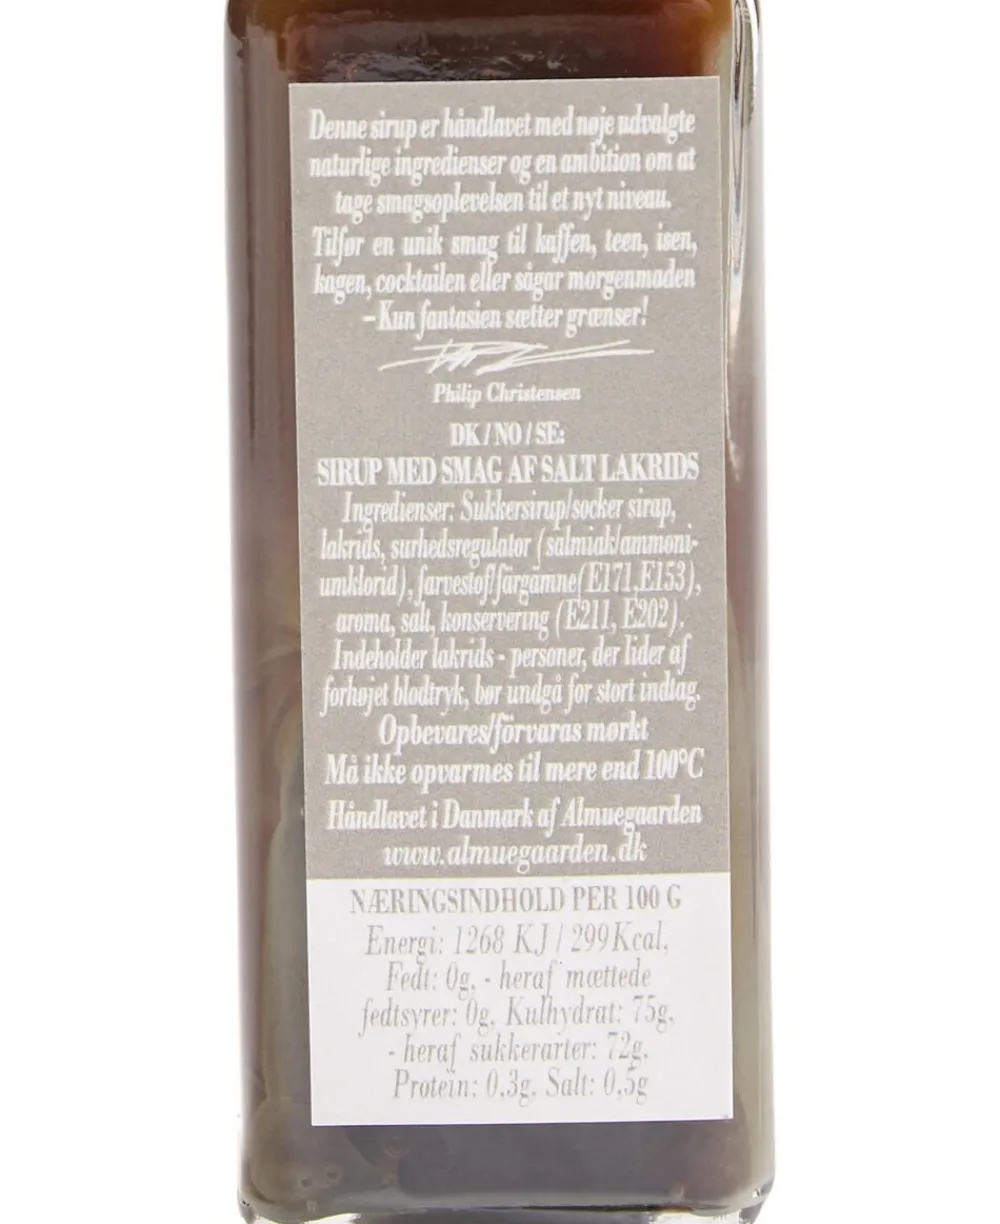 Denne sirup er håndlavet med nøje udvalgte
naturlige ingredienser og en ambition om at
tage smagsoplevelsen til et nyt niveau.
Tilfør en unik smag til kaffen, teen, isen,
kagen, cocktailen eller sågar morgenmaden
– Kun fantasien sætter grænser!
Philip Christensen
DK / NO / SE:
SIRUP MED SMAG AF SALT LAKRIDS
Ingredienser: Sukkersirup/socker sirap,
lakrids, surhedsregulator (salmiak/ammoni-
umklorid), farvestof/färgämne(E171,E153),
aroma, salt, konservering (E211, E202).
Indeholder lakrids - personer, der lider af
forhøjet blodtryk, bør undgå for stort indtag.
Opbevares/förvaras mørkt
Må ikke opvarmes til mere end 100°C
Håndlavet i Danmark af Almuegaarden
www.almuegaarden.dk
NÆRINGSINDHOLD PER 100 G
Energi: 1268 KJ / 299Kcal,
Fedt: 0g, - heraf mættede
fedtsyrer: 0g, Kulhydrat: 75g,
- heraf sukkerarter: 72g,
Protein: 0,3g, Salt: 0,5g